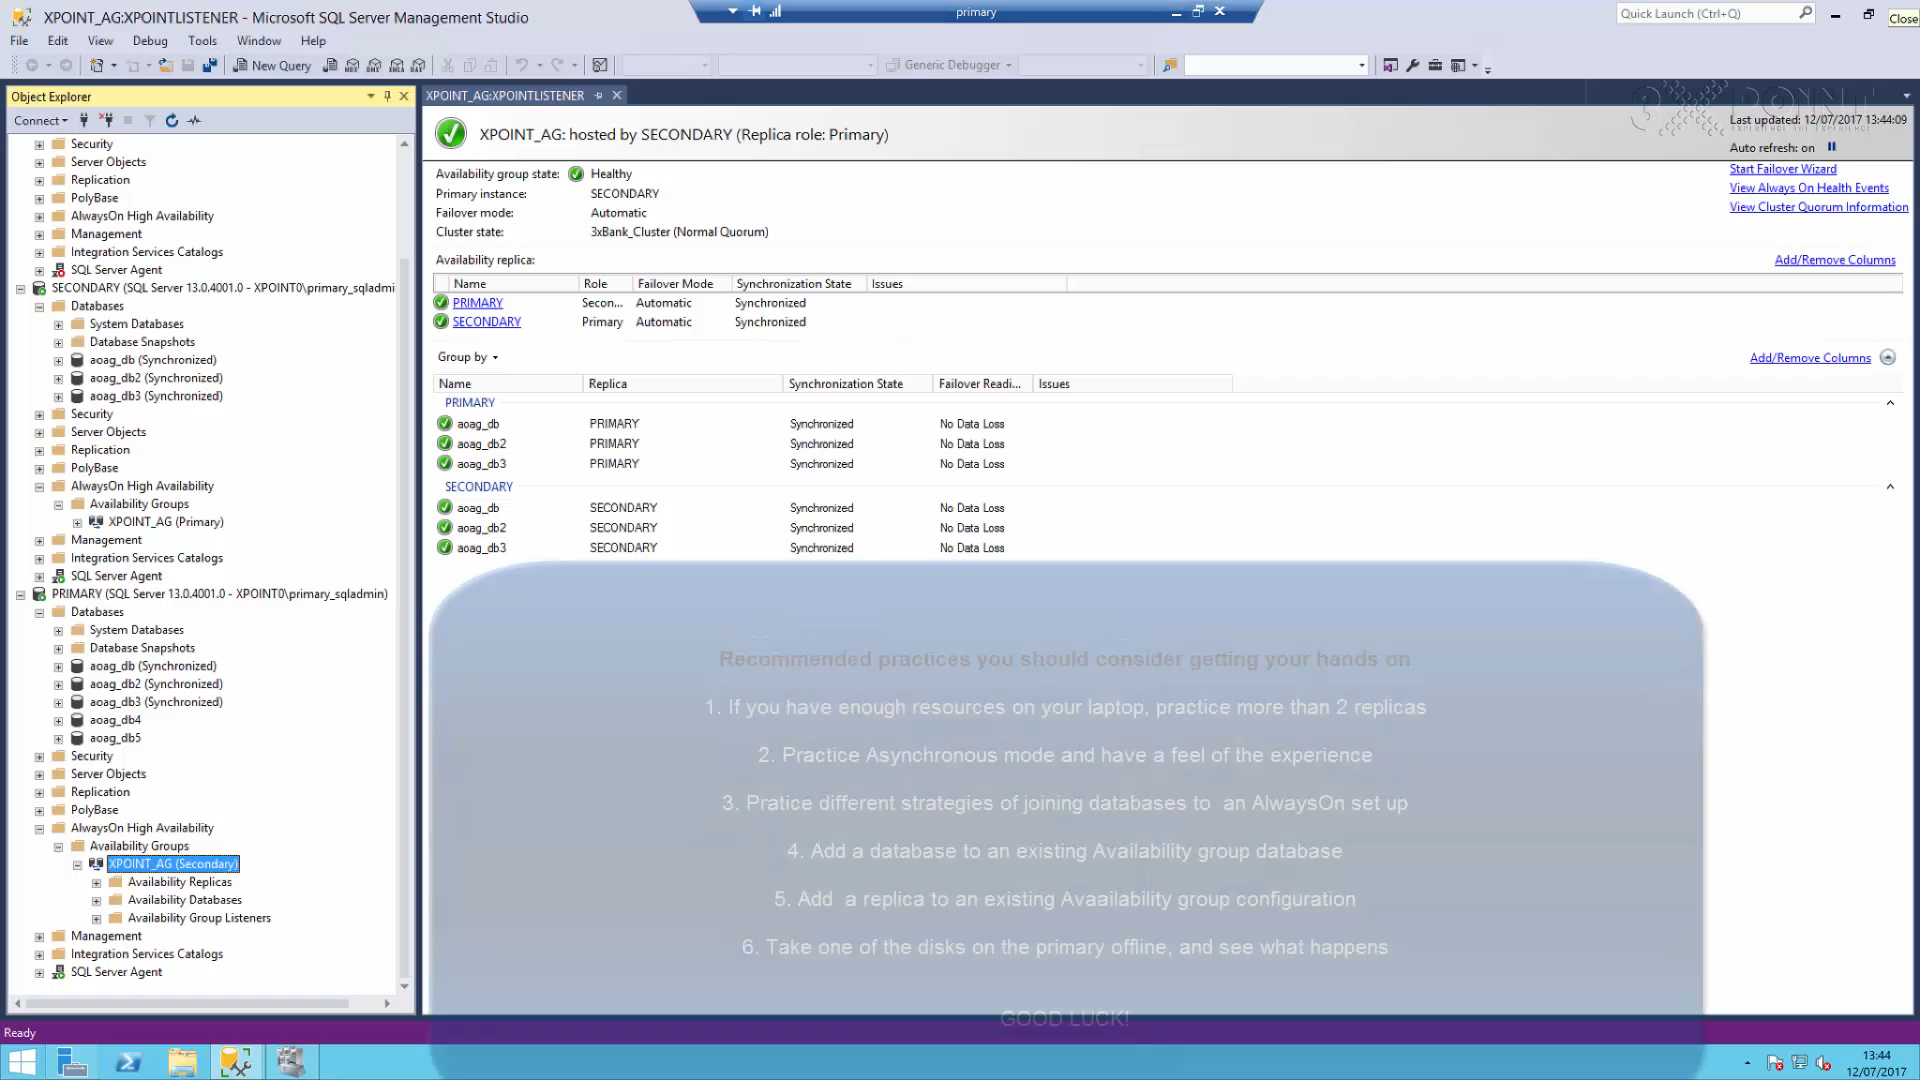 XPOINT_AG:XPOINTLISTENER - Microsoft SQL Server Management Studio
primary
Quick Launch (Ctrl+Q)
Close
File Edit View Debug Tools Window Help
New Query
Generic Debugger
Object Explorer
Connect
Security
Server Objects
Replication
PolyBase
AlwaysOn High Availability
Management
Integration Services Catalogs
SQL Server Agent
SECONDARY (SQL Server 13.0.4001.0 - XPOINT0\primary_sqladmi
Databases
System Databases
Database Snapshots
aoag_db (Synchronized)
aoag_db2 (Synchronized)
aoag_db3 (Synchronized)
Security
Server Objects
Replication
PolyBase
AlwaysOn High Availability
Availability Groups
XPOINT_AG (Primary)
Management
Integration Services Catalogs
SQL Server Agent
PRIMARY (SQL Server 13.0.4001.0 - XPOINT0\primary_sqladmin)
Databases
System Databases
Database Snapshots
aoag_db (Synchronized)
aoag_db2 (Synchronized)
aoag_db3 (Synchronized)
aoag_db4
aoag_db5
Security
Server Objects
Replication
PolyBase
AlwaysOn High Availability
Availability Groups
XPOINT_AG (Secondary)
Availability Replicas
Availability Databases
Availability Group Listeners
Management
Integration Services Catalogs
SQL Server Agent
XPOINT_AG:XPOINTLISTENER
XPOINT_AG: hosted by SECONDARY (Replica role: Primary)
3XPOINT
EXPERIENCE THE EXPERIENCE
Last updated: 12/07/2017 13:44:09
Auto refresh: on
Start Failover Wizard
View Always On Health Events
View Cluster Quorum Information
Availability group state: Healthy
Primary instance: SECONDARY
Failover mode: Automatic
Cluster state: 3xBank_Cluster (Normal Quorum)
Availability replica:
Add/Remove Columns
Name Role Failover Mode Synchronization State Issues
PRIMARY Secon... Automatic Synchronized
SECONDARY Primary Automatic Synchronized
Group by
Add/Remove Columns
Name Replica Synchronization State Failover Readi... Issues
PRIMARY
aoag_db PRIMARY Synchronized No Data Loss
aoag_db2 PRIMARY Synchronized No Data Loss
aoag_db3 PRIMARY Synchronized No Data Loss
SECONDARY
aoag_db SECONDARY Synchronized No Data Loss
aoag_db2 SECONDARY Synchronized No Data Loss
aoag_db3 SECONDARY Synchronized No Data Loss
Recommended practices you should consider getting your hands on
1. If you have enough resources on your laptop, practice more than 2 replicas
2. Practice Asynchronous mode and have a feel of the experience
3. Pratice different strategies of joining databases to an AlwaysOn set up
4. Add a database to an existing Availability group database
5. Add a replica to an existing Avaailability group configuration
6. Take one of the disks on the primary offline, and see what happens
GOOD LUCK!
Ready
13:44
12/07/2017